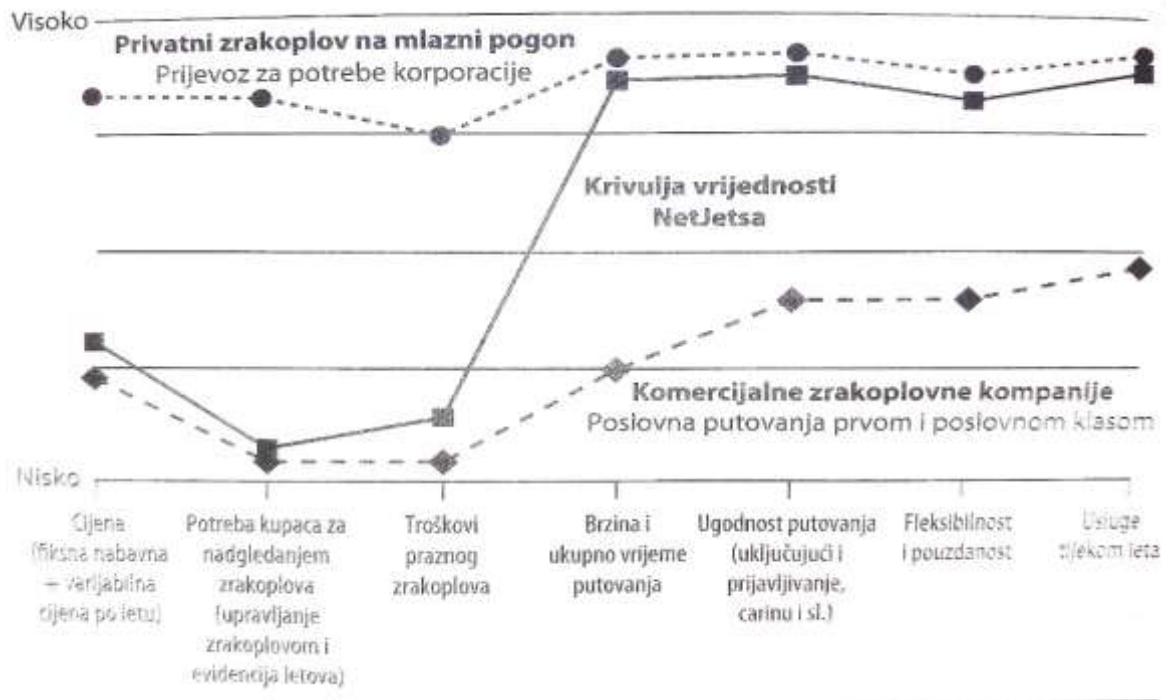 Visoko
Privatni zrakoplov na mlazni pogon
Prijevoz za potrebe korporacije
Krivulja vrijednosti
NetJetsa
Komercijalne zrakoplovne kompanije
Poslovna putovanja prvom i poslovnom klasom
Nisko
Cijena
(fiksna nabavna
+ varijabilna
cijena po letu)
Potreba kupaca za
nadgledanjem
zrakoplova
(upravljanje
zrakoplovom i
evidencija letova)
Troškovi
praznog
zrakoplova
Brzina i
ukupno vrijeme
putovanja
Ugodnost putovanja
(uključujući i
prijavljivanje,
carinu i sl.)
Fleksibilnost
i pouzdanost
Usluge
tijekom leta